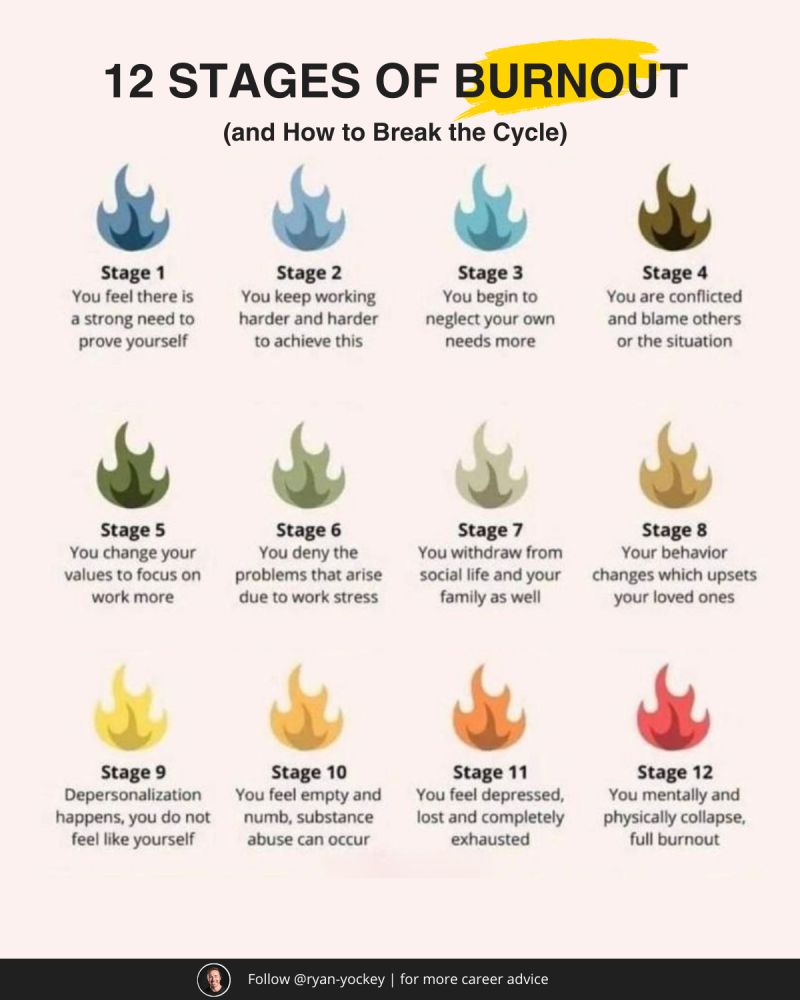 12 STAGES OF BURNOUT
(and How to Break the Cycle)
Stage 1
You feel there is
a strong need to
prove yourself
Stage 2
You keep working
harder and harder
to achieve this
Stage 3
You begin to
neglect your own
needs more
Stage 4
You are conflicted
and blame others
or the situation
Stage 5
You change your
values to focus on
work more
Stage 6
You deny the
problems that arise
due to work stress
Stage 7
You withdraw from
social life and your
family as well
Stage 8
Your behavior
changes which upsets
your loved ones
Stage 9
Depersonalization
happens, you do not
feel like yourself
Stage 10
You feel empty and
numb, substance
abuse can occur
Stage 11
You feel depressed,
lost and completely
exhausted
Stage 12
You mentally and
physically collapse,
full burnout
Follow @ryan-yockey | for more career advice